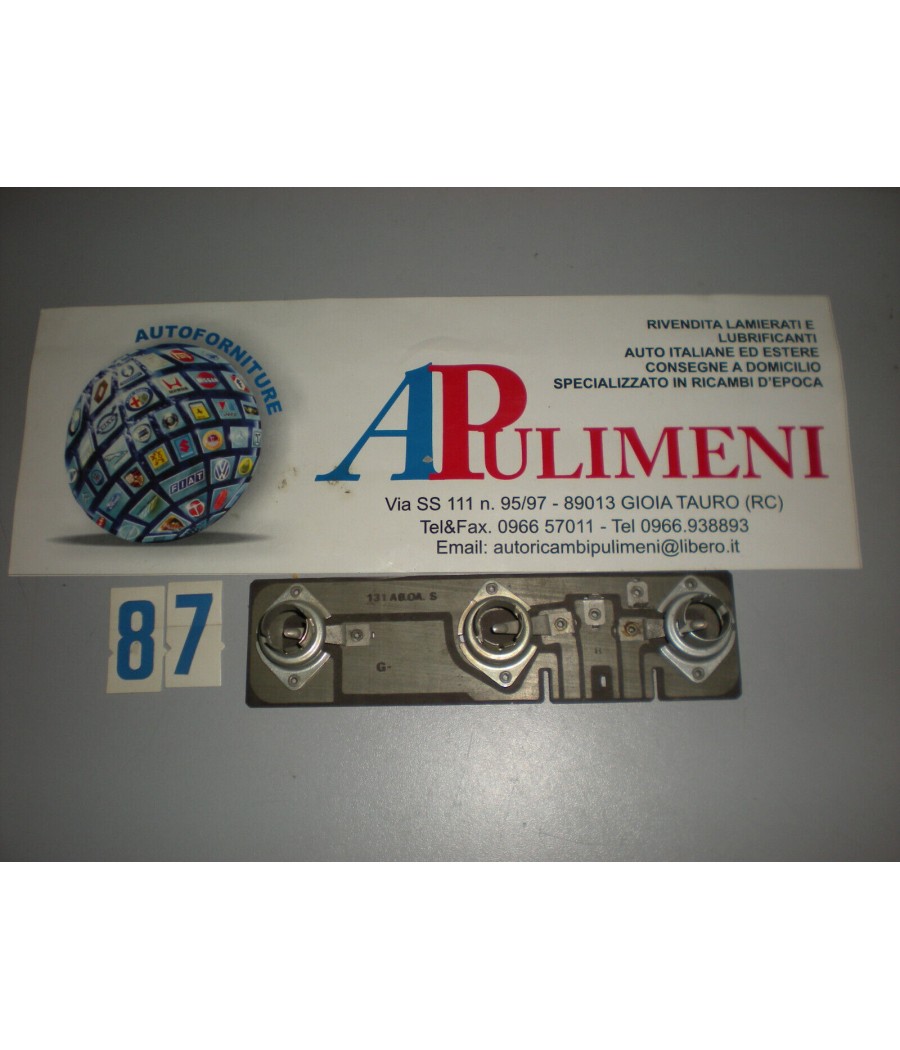 AUTOFORNITURE
RIVENDITA LAMIERATI E
LUBRIFICANTI
AUTO ITALIANE ED ESTERE
CONSEGNE A DOMICILIO
SPECIALIZZATO IN RICAMBI D'EPOCA
APULIMENI
FIAT
Via SS 111 n. 95/97 - 89013 GIOIA TAURO (RC)
Tel&Fax. 0966 57011 - Tel 0966.938893
Email: autoricambipulimeni@libero.it
87
131 AB.OA. S
G-